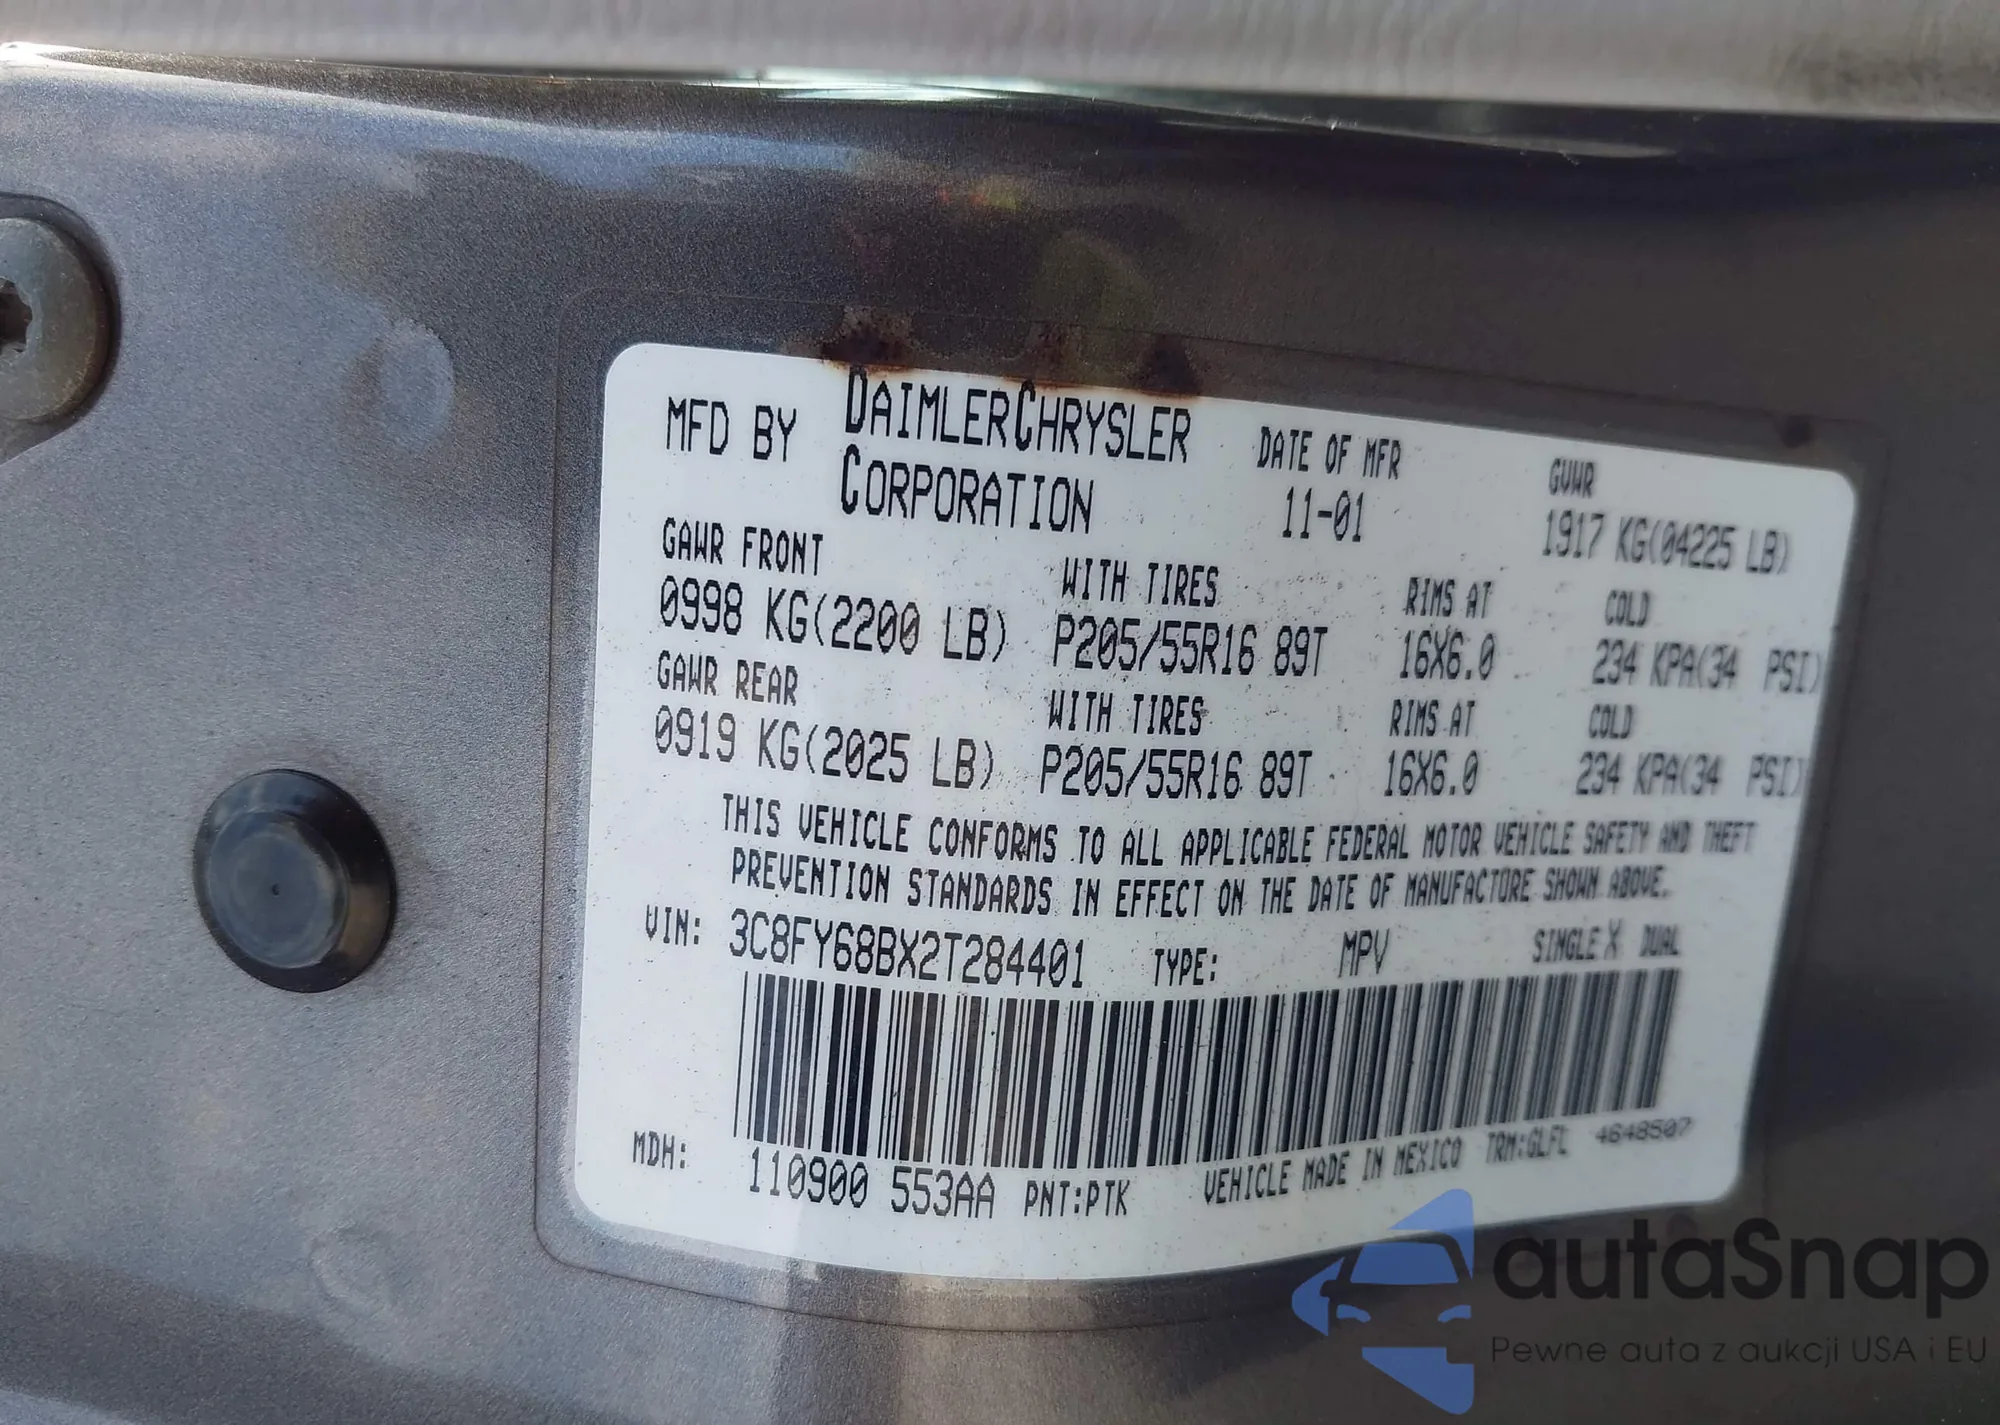 MFD BY DAIMLERCHRYSLER CORPORATION DATE OF MFR 11-01 GVWR 1917 KG(04225 LB)
GAWR FRONT WITH TIRES RIMS AT COLD
0998 KG(2200 LB) P205/55R16 89T 16X6.0 234 KPA(34 PSI)
GAWR REAR WITH TIRES RIMS AT COLD
0919 KG(2025 LB) P205/55R16 89T 16X6.0 234 KPA(34 PSI)
THIS VEHICLE CONFORMS TO ALL APPLICABLE FEDERAL MOTOR VEHICLE SAFETY AND THEFT
PREVENTION STANDARDS IN EFFECT ON THE DATE OF MANUFACTURE SHOWN ABOVE.
VIN: 3C8FY68BX2T284401 TYPE: MPV SINGLE X DUAL
MDH: 110900 553AA PNT:PTK VEHICLE MADE IN MEXICO TRM:GLFL 4648507
autaSnap
Pewne auta z aukcji USA i EU